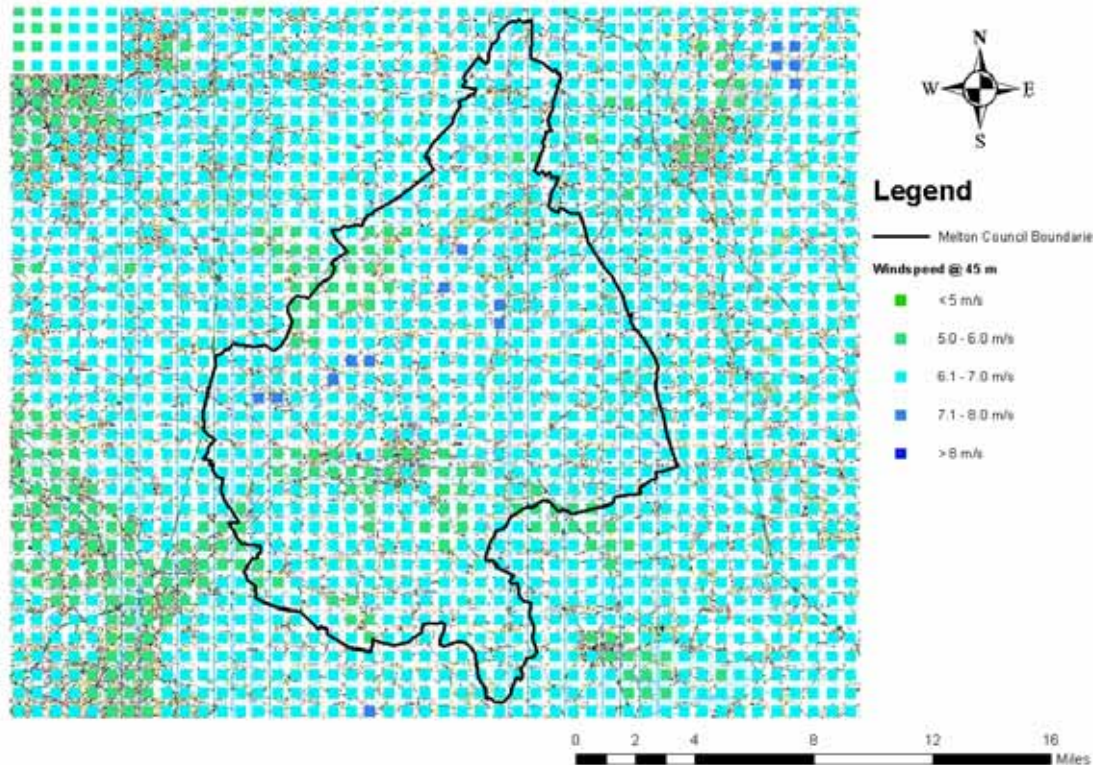 N
W
E
S
Legend
Melton Council Boundarie
Windspeed @ 45 m
<5 m/s
5.0 - 6.0 m/s
6.1 - 7.0 m/s
7.1 - 8.0 m/s
>8 m/s
0 2 4 8 12 16
Miles